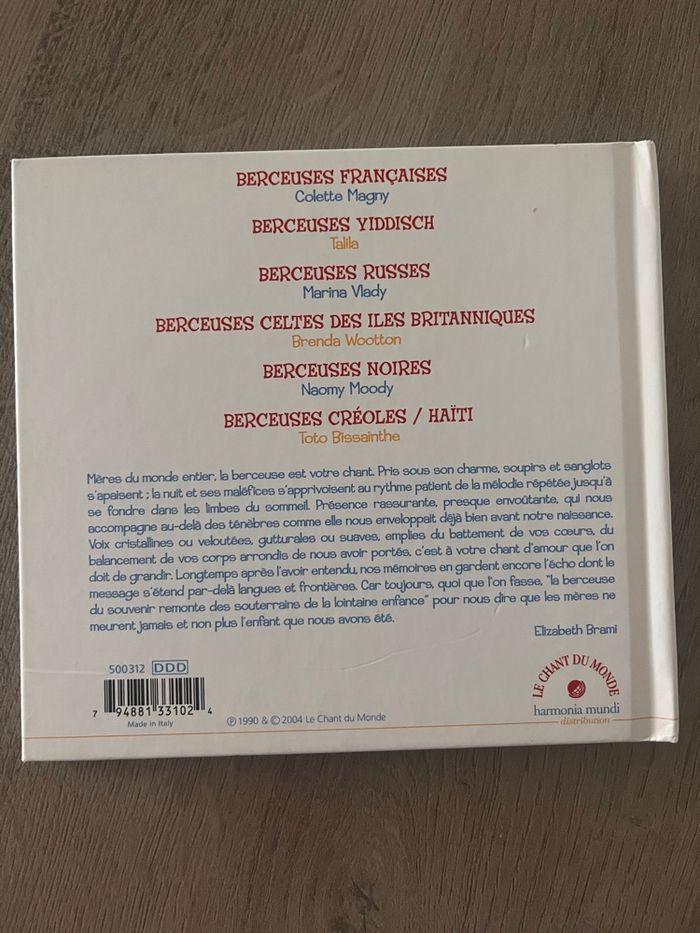 BERCEUSES FRANÇAISES
Colette Magny
BERCEUSES YIDDISCH
Talila
BERCEUSES RUSSES
Marina Vlady
BERCEUSES CELTES DES ILES BRITANNIQUES
Brenda Wootton
BERCEUSES NOIRES
Naomy Moody
BERCEUSES CRÉOLES / HAÏTI
Toto Bissainthe
Mères du monde entier, la berceuse est votre chant. Pris sous son charme, soupirs et sanglots
s'apaisent ; la nuit et ses maléfices s'apprivoisent au rythme patient de la mélodie répétée jusqu'à
se fondre dans les limbes du sommeil. Présence rassurante, presque envoûtante, qui nous
accompagne au-delà des ténèbres comme elle nous enveloppait déjà bien avant notre naissance.
Voix cristallines ou veloutées, gutturales ou suaves, emplies du battement de vos cœurs, du
balancement de vos corps arrondis de nous avoir portés, c'est à votre chant d'amour que l'on
doit de grandir. Longtemps après l'avoir entendu, nos mémoires en gardent encore l'écho dont le
message s'étend par-delà langues et frontières. Car toujours, quoi que l'on fasse, "la berceuse
du souvenir remonte des souterrains de la lointaine enfance" pour nous dire que les mères ne
meurent jamais et non plus l'enfant que nous avons été.
Elizabeth Brami
500312 DDD
7 94881 33102 4
Made in Italy
℗ 1990 & © 2004 Le Chant du Monde
LE CHANT DU MONDE
harmonia mundi
distribution